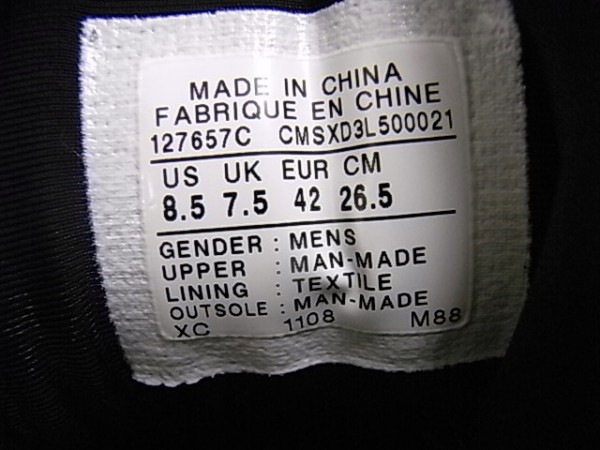 MADE IN CHINA
FABRIQUE EN CHINE
127657C CMSXD3L500021
US UK EUR CM
8.5 7.5 42 26.5
GENDER : MENS
UPPER : MAN-MADE
LINING : TEXTILE
OUTSOLE : MAN-MADE
XC 1108 M88